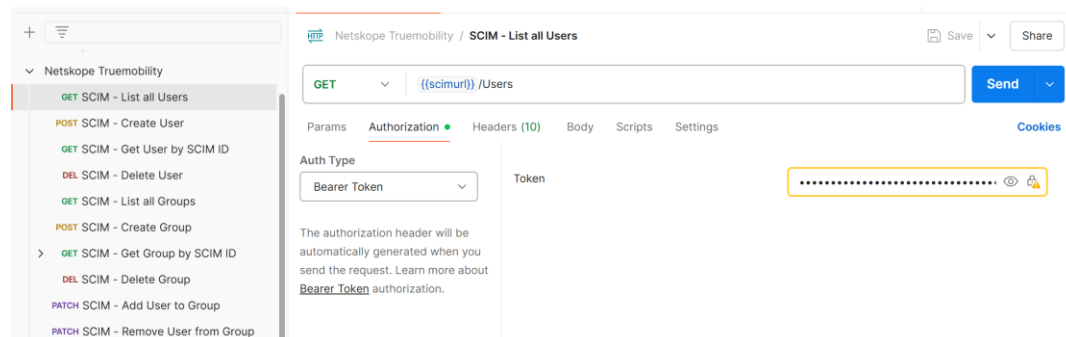 Netskope Truemobility
GET SCIM - List all Users
POST SCIM - Create User
GET SCIM - Get User by SCIM ID
DEL SCIM - Delete User
GET SCIM - List all Groups
POST SCIM - Create Group
GET SCIM - Get Group by SCIM ID
DEL SCIM - Delete Group
PATCH SCIM - Add User to Group
PATCH SCIM - Remove User from Group
HTTP Netskope Truemobility / SCIM - List all Users
Save
Share
GET {{scimurl}} /Users
Send
Params Authorization Headers (10) Body Scripts Settings
Cookies
Auth Type
Bearer Token
The authorization header will be
automatically generated when you
send the request. Learn more about
Bearer Token authorization.
Token